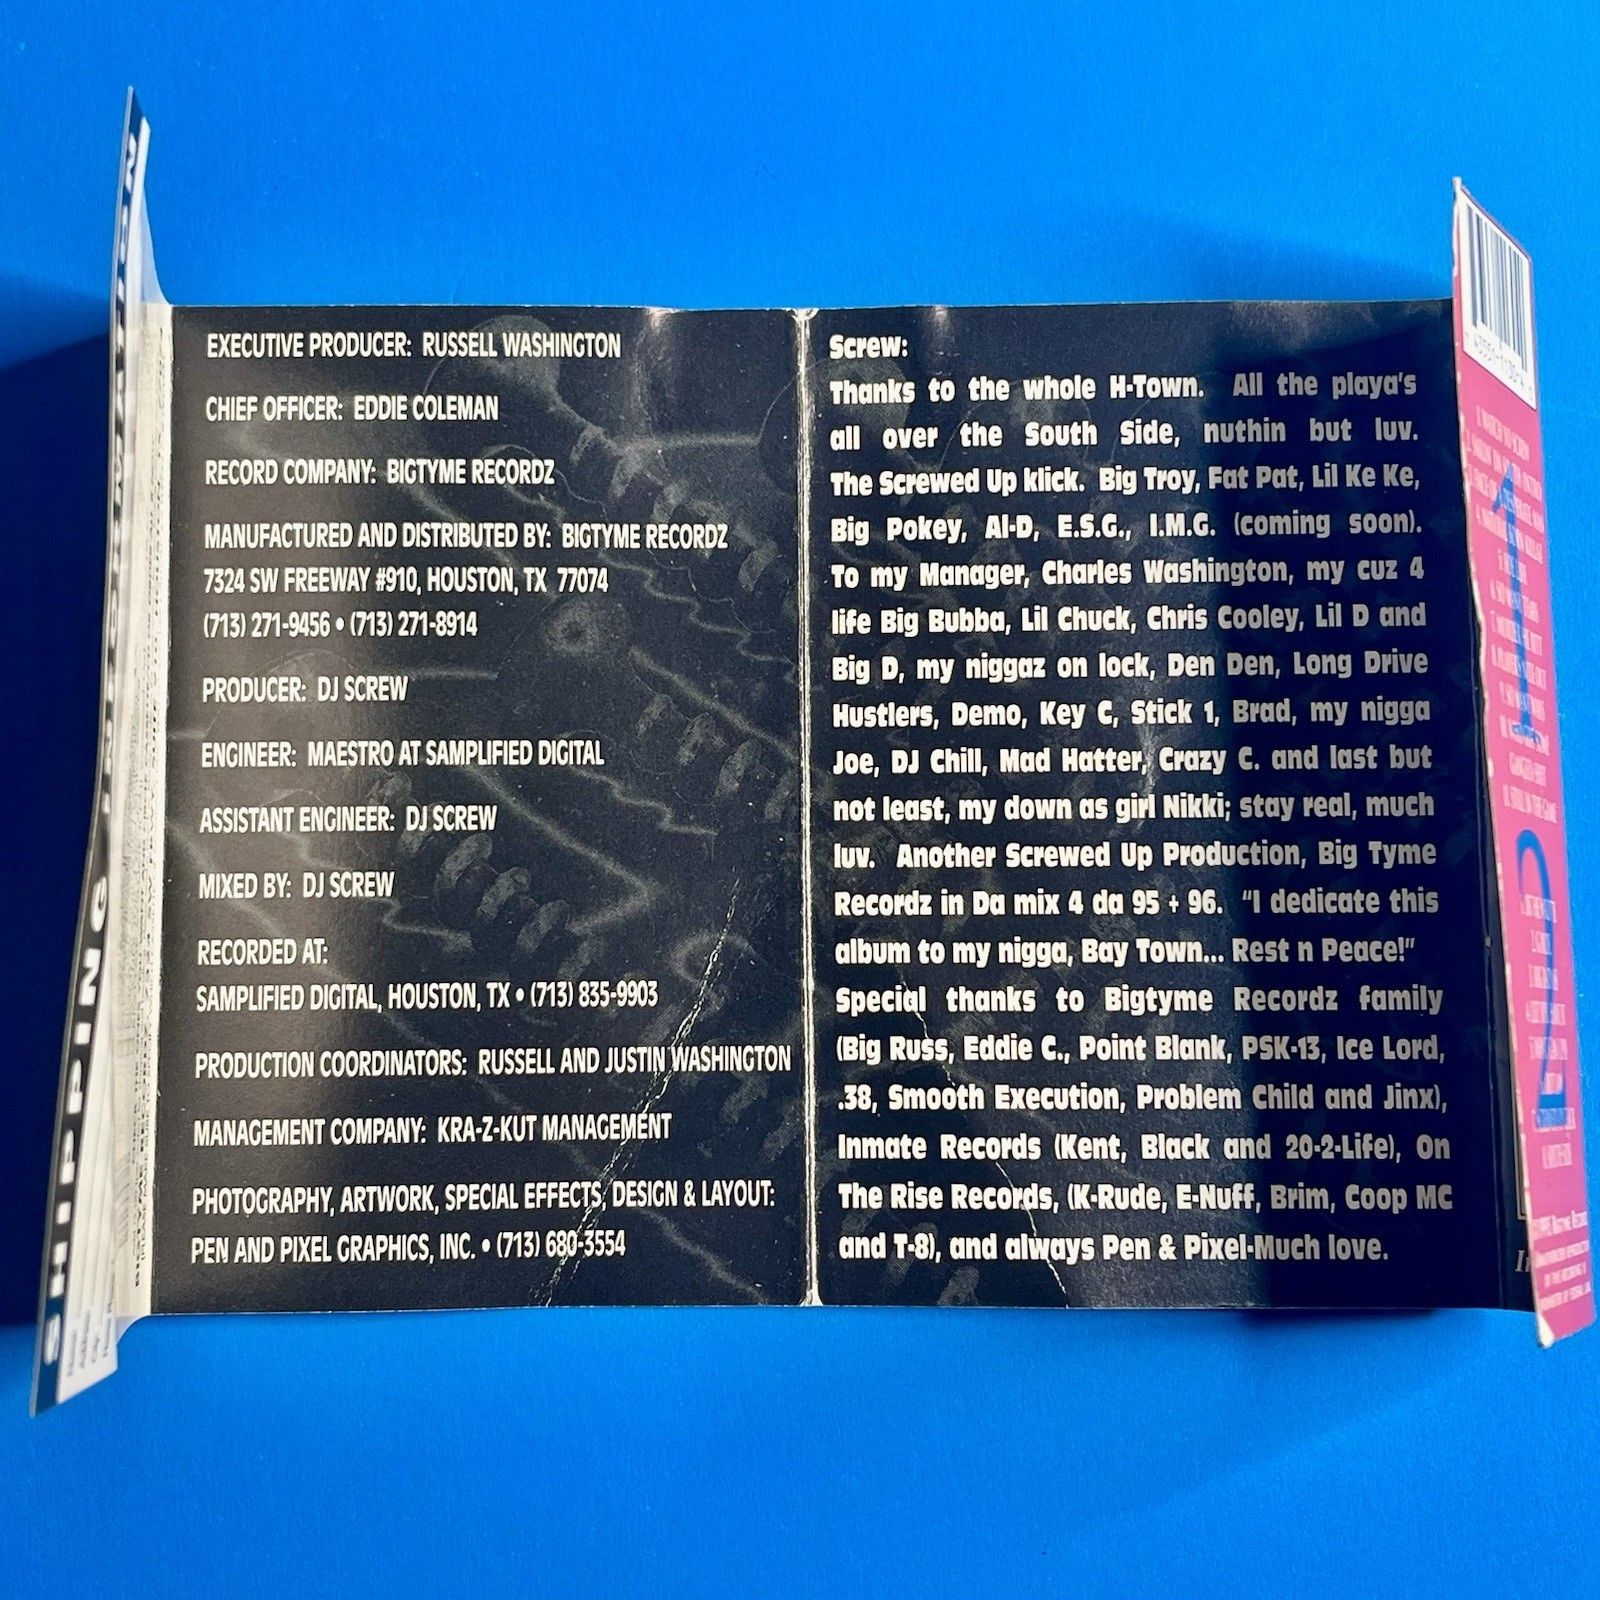 SHIPPING INFORMATION
EXECUTIVE PRODUCER: RUSSELL WASHINGTON
CHIEF OFFICER: EDDIE COLEMAN
RECORD COMPANY: BIGTYME RECORDZ
MANUFACTURED AND DISTRIBUTED BY: BIGTYME RECORDZ
7324 SW FREEWAY #910, HOUSTON, TX 77074
(713) 271-9456 • (713) 271-8914
PRODUCER: DJ SCREW
ENGINEER: MAESTRO AT SAMPLIFIED DIGITAL
ASSISTANT ENGINEER: DJ SCREW
MIXED BY: DJ SCREW
RECORDED AT:
SAMPLIFIED DIGITAL, HOUSTON, TX • (713) 835-9903
PRODUCTION COORDINATORS: RUSSELL AND JUSTIN WASHINGTON
MANAGEMENT COMPANY: KRA-Z-KUT MANAGEMENT
PHOTOGRAPHY, ARTWORK, SPECIAL EFFECTS, DESIGN & LAYOUT:
PEN AND PIXEL GRAPHICS, INC. • (713) 680-3554
Screw:
Thanks to the whole H-Town. All the playa's
all over the South Side, nuthin but luv.
The Screwed Up klick. Big Troy, Fat Pat, Lil Ke Ke,
Big Pokey, Al-D, E.S.G., I.M.G. (coming soon).
To my Manager, Charles Washington, my cuz 4
life Big Bubba, Lil Chuck, Chris Cooley, Lil D and
Big D, my niggaz on lock, Den Den, Long Drive
Hustlers, Demo, Key C, Stick 1, Brad, my nigga
Joe, DJ Chill, Mad Hatter, Crazy C. and last but
not least, my down as girl Nikki; stay real, much
luv. Another Screwed Up Production, Big Tyme
Recordz in Da mix 4 da 95 + 96. "I dedicate this
album to my nigga, Bay Town... Rest n Peace!"
Special thanks to Bigtyme Recordz family
(Big Russ, Eddie C., Point Blank, PSK-13, Ice Lord,
.38, Smooth Execution, Problem Child and Jinx),
Inmate Records (Kent, Black and 20-2-Life), On
The Rise Records, (K-Rude, E-Nuff, Brim, Coop MC
and T-8), and always Pen & Pixel-Much love.
1. WATCH YO SCREW
2